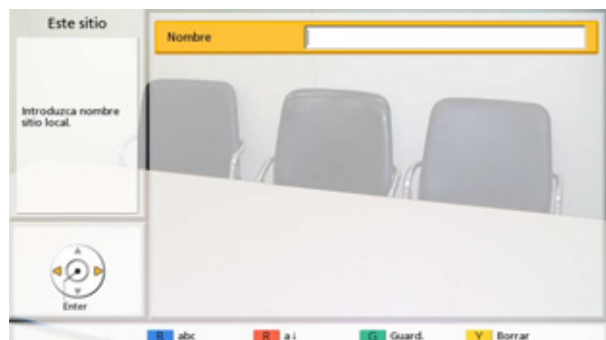 Este sitio
Nombre
Introduzca nombre
sitio local.
Enter
B abc
R a i
G Guard.
Y Borrar